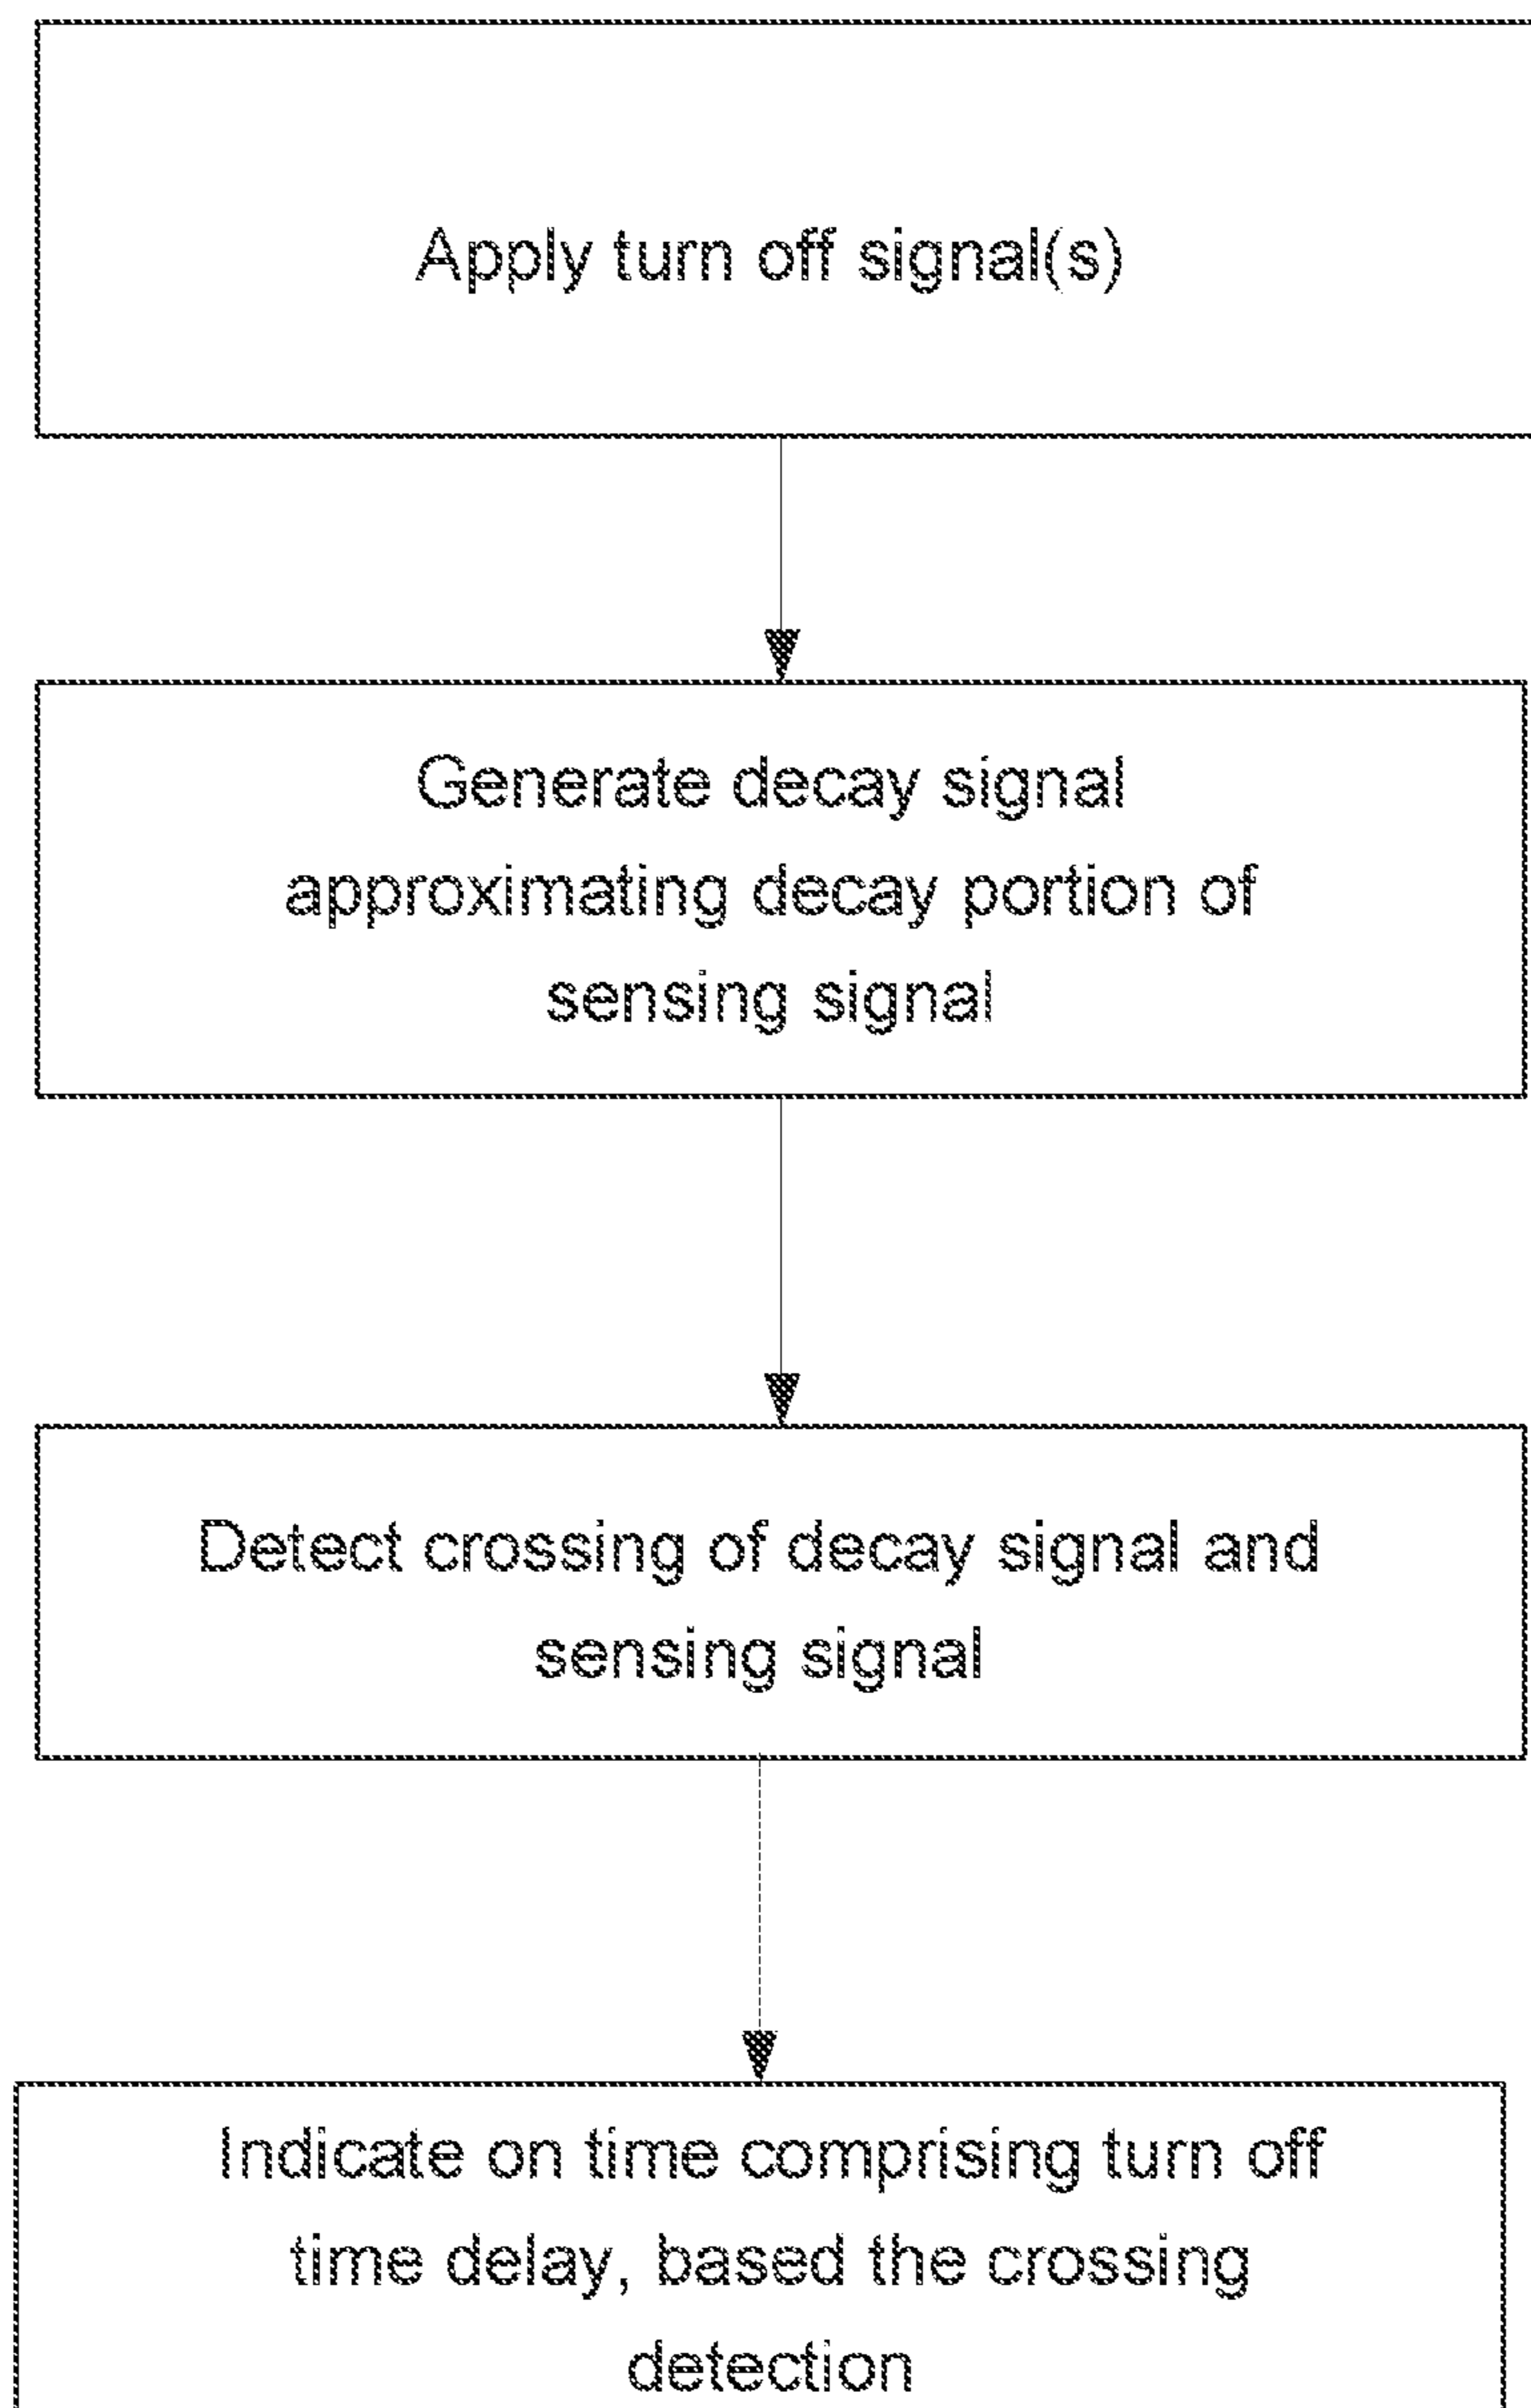 Apply turn off signal(s)
Generate decay signal
approximating decay portion of
sensing signal
Detect crossing of decay signal and
sensing signal
Indicate on time comprising turn off
time delay, based the crossing
detection